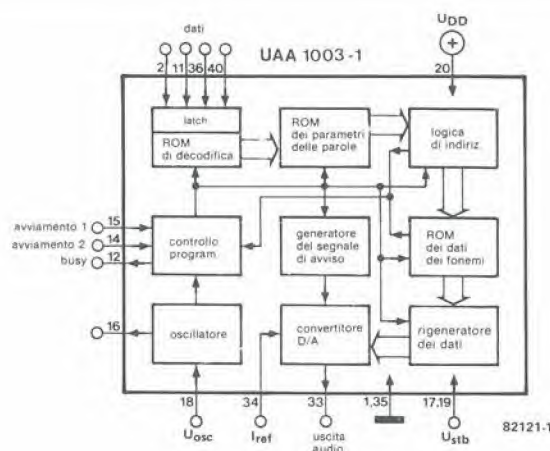 dati
UAA 1003-1
UDD
2 11 36 40
20
latch
ROM
di decodifica
ROM
dei parametri
delle parole
logica
di indiriz.
avviamento 1
15
avviamento 2
14
busy
12
controllo
program.
generatore
del segnale
di avviso
ROM
dei dati
dei fonemi
16
oscillatore
convertitore
D/A
rigeneratore
dei dati
18
34
33
1,35
17,19
Uosc
Iref
uscita
audio
Ustb
82121-1